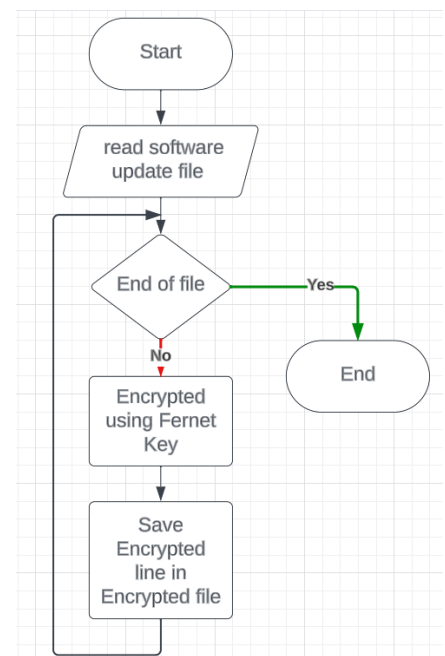 Start
read software
update file
End of file
Yes
No
End
Encrypted
using Fernet
Key
Save
Encrypted
line in
Encrypted file